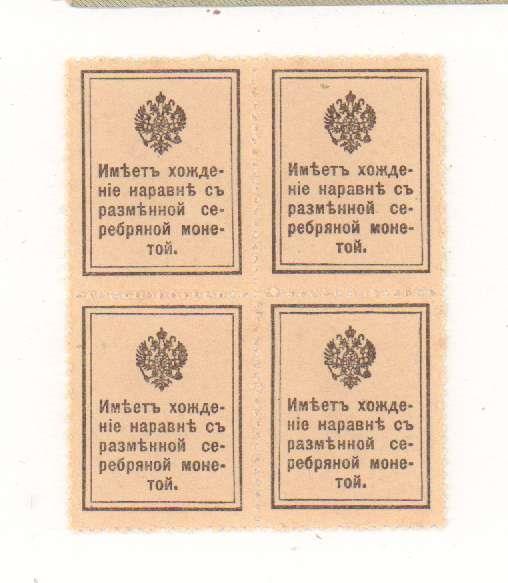 Имѣетъ хожде-
ніе наравнѣ съ
размѣнной се-
ребряной моне-
той.
Имѣетъ хожде-
ніе наравнѣ съ
размѣнной се-
ребряной моне-
той.
Имѣетъ хожде-
ніе наравнѣ съ
размѣнной се-
ребряной моне-
той.
Имѣетъ хожде-
ніе наравнѣ съ
размѣнной се-
ребряной моне-
той.